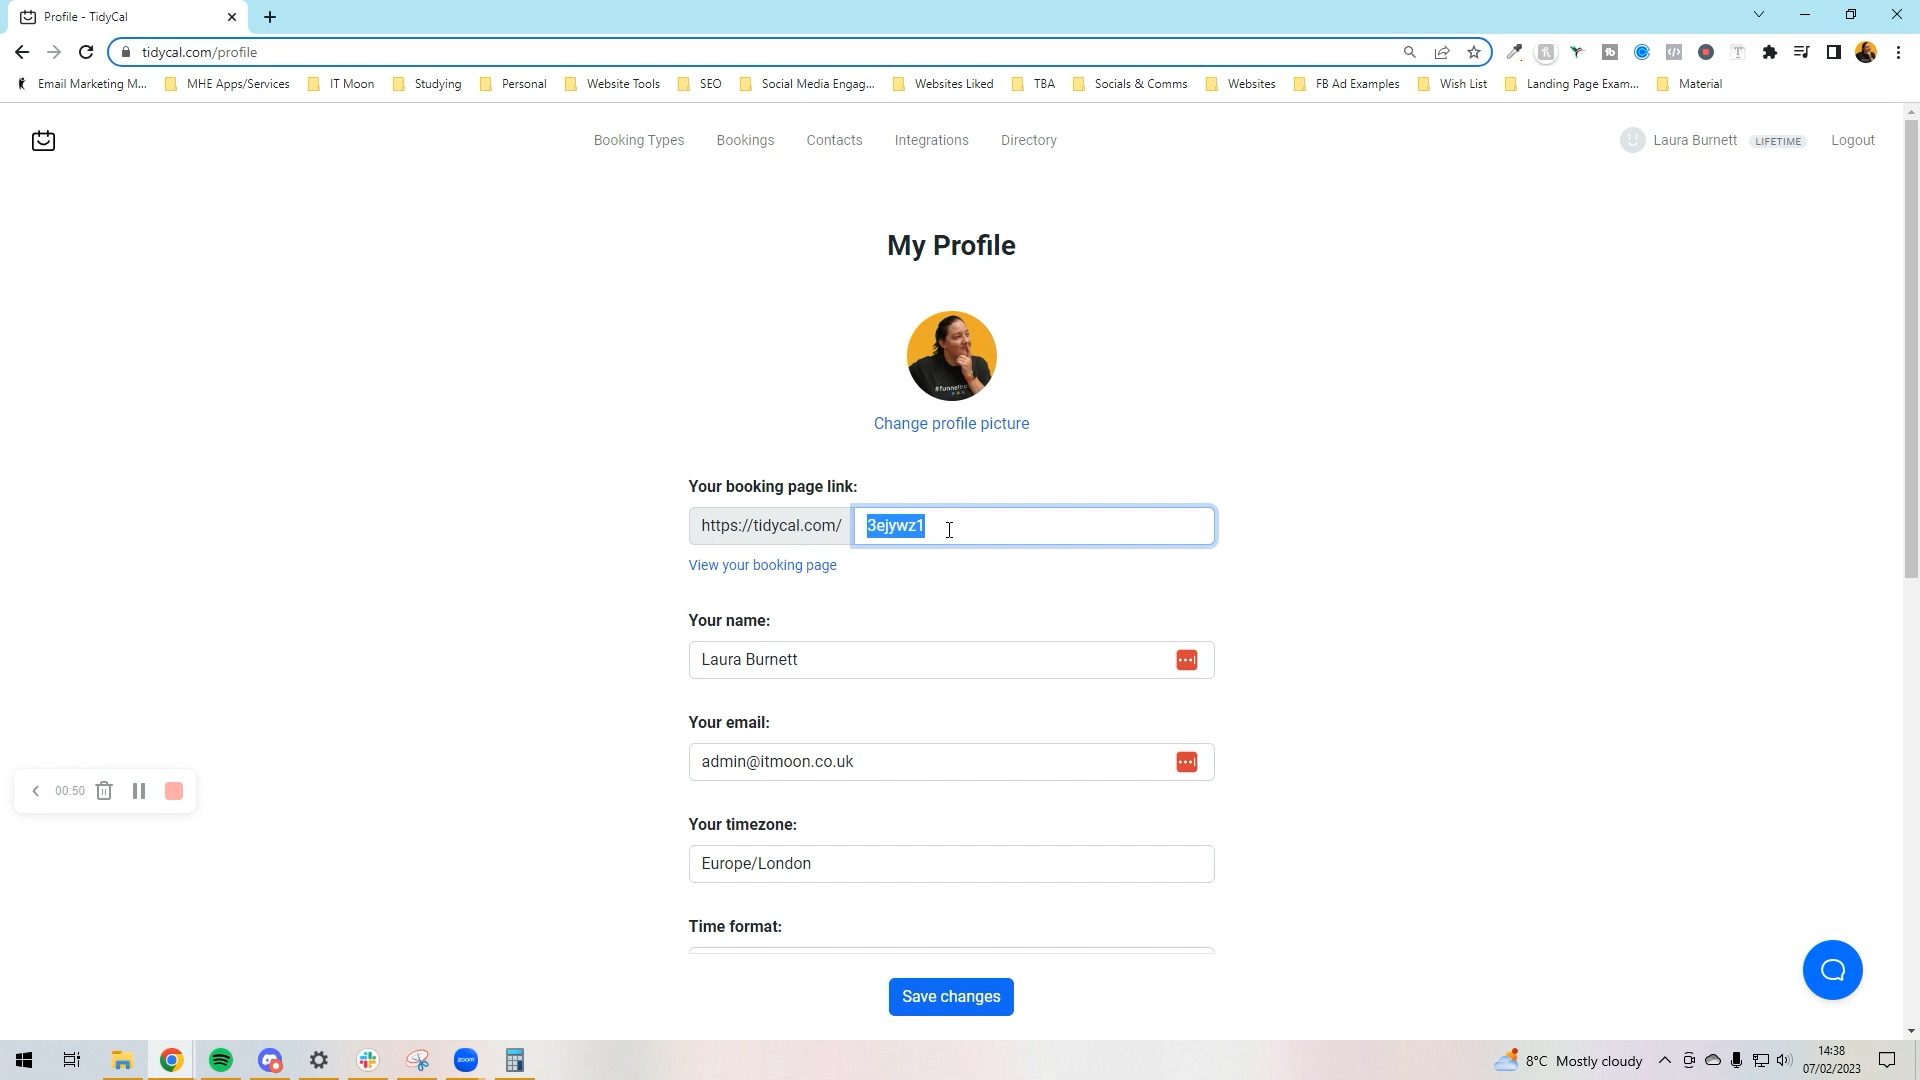 Profile - TidyCal
tidycal.com/profile
Email Marketing M... MHE Apps/Services IT Moon Studying Personal Website Tools SEO Social Media Engag... Websites Liked TBA Socials & Comms Websites FB Ad Examples Wish List Landing Page Exam... Material
Booking Types Bookings Contacts Integrations Directory Laura Burnett LIFETIME Logout
My Profile
#funnelho
Change profile picture
Your booking page link:
https://tidycal.com/ 3ejywz1
View your booking page
Your name:
Laura Burnett
Your email:
admin@itmoon.co.uk
00:50
Your timezone:
Europe/London
Time format:
Save changes
zoom
8°C Mostly cloudy
14:38
07/02/2023